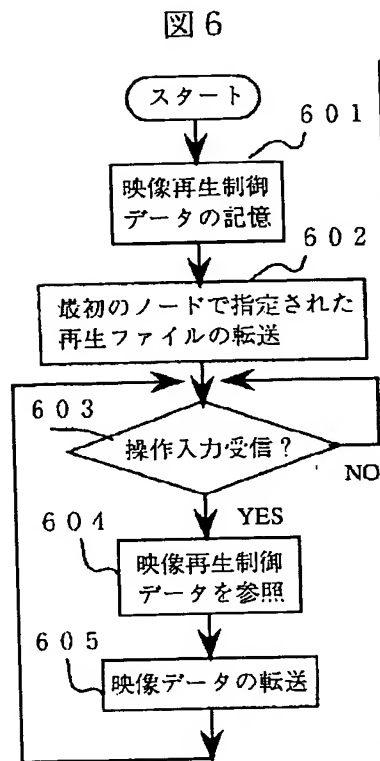 図6
スタート
601
映像再生制御
データの記憶
602
最初のノードで指定された
再生ファイルの転送
603
操作入力受信?
NO
YES
604
映像再生制御
データを参照
605
映像データの転送